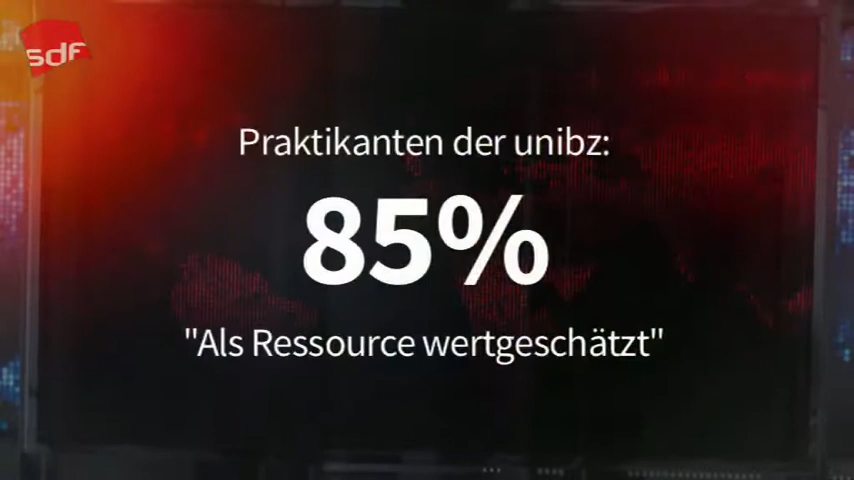 sdf
Praktikanten der unibz:
85%
"Als Ressource wertgeschätzt"